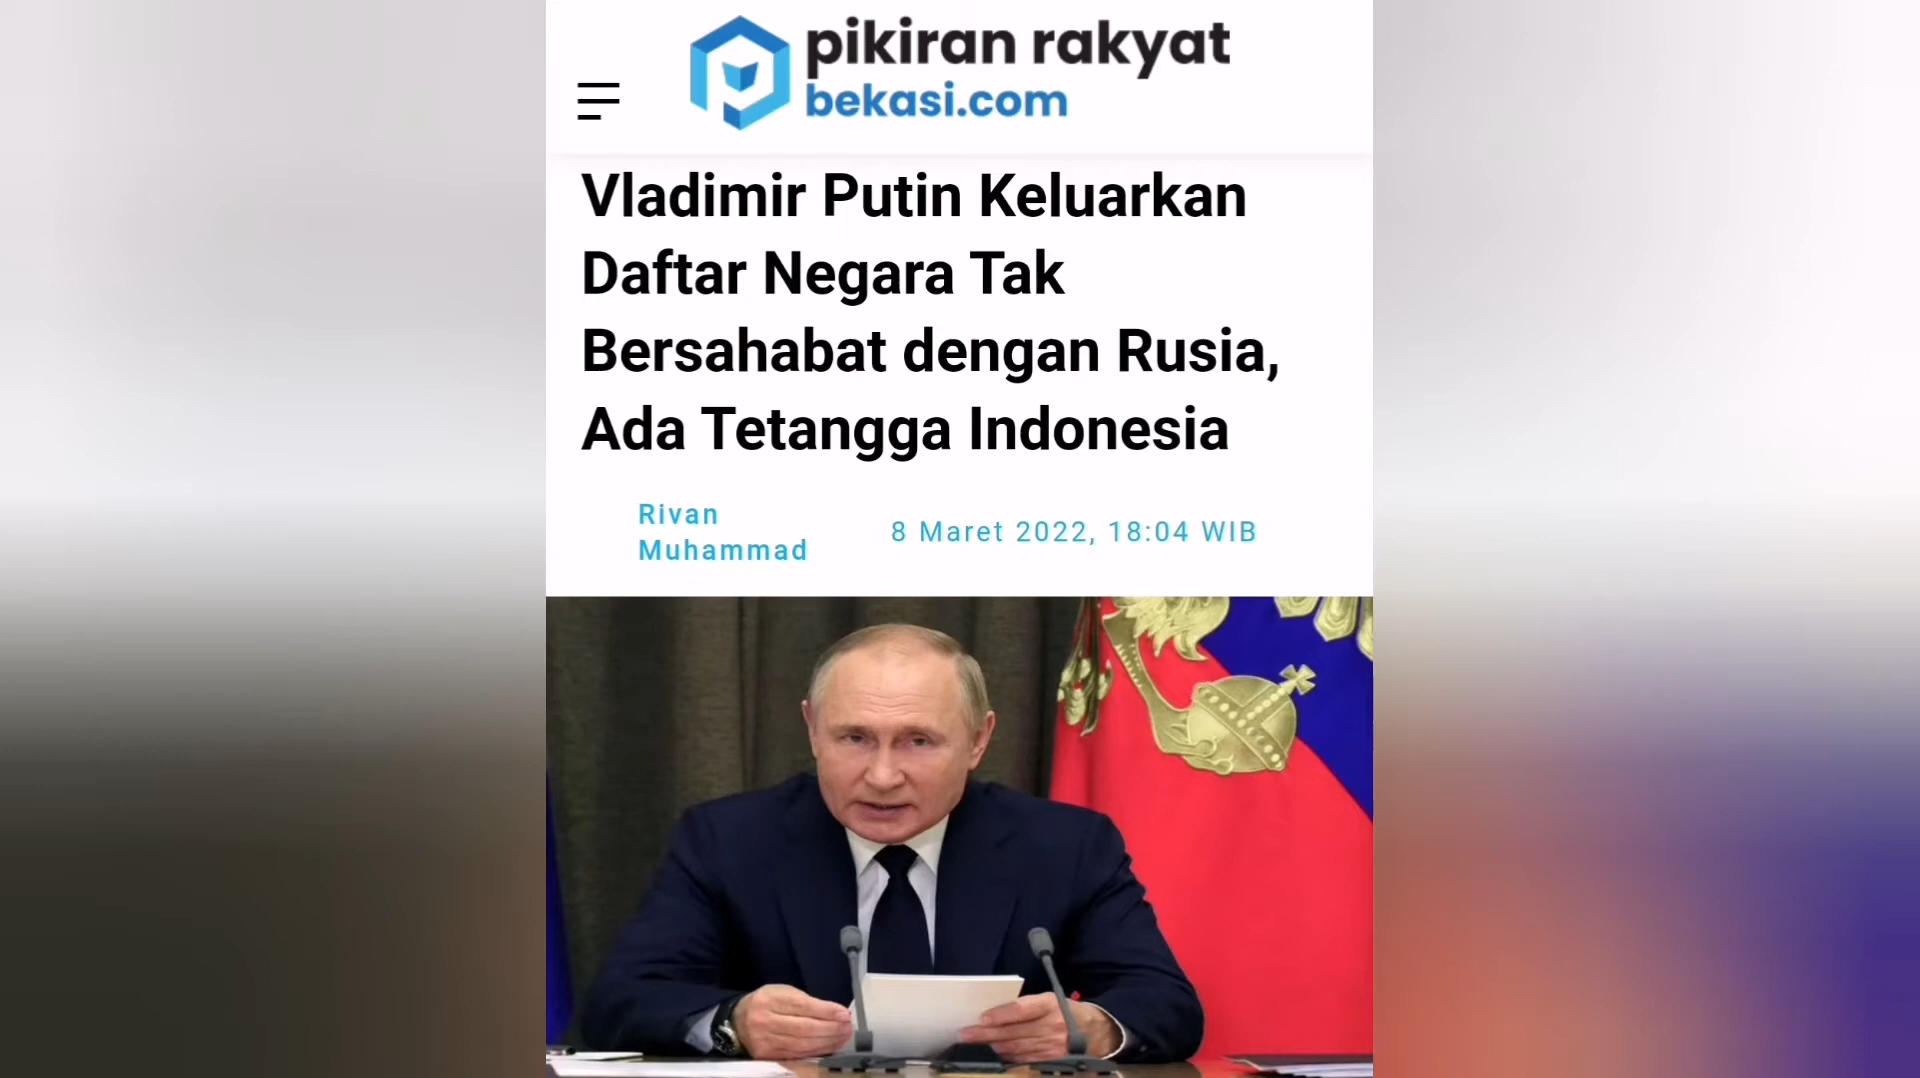 pikiran rakyat
bekasi.com
Vladimir Putin Keluarkan
Daftar Negara Tak
Bersahabat dengan Rusia,
Ada Tetangga Indonesia
Rivan
Muhammad
8 Maret 2022, 18:04 WIB